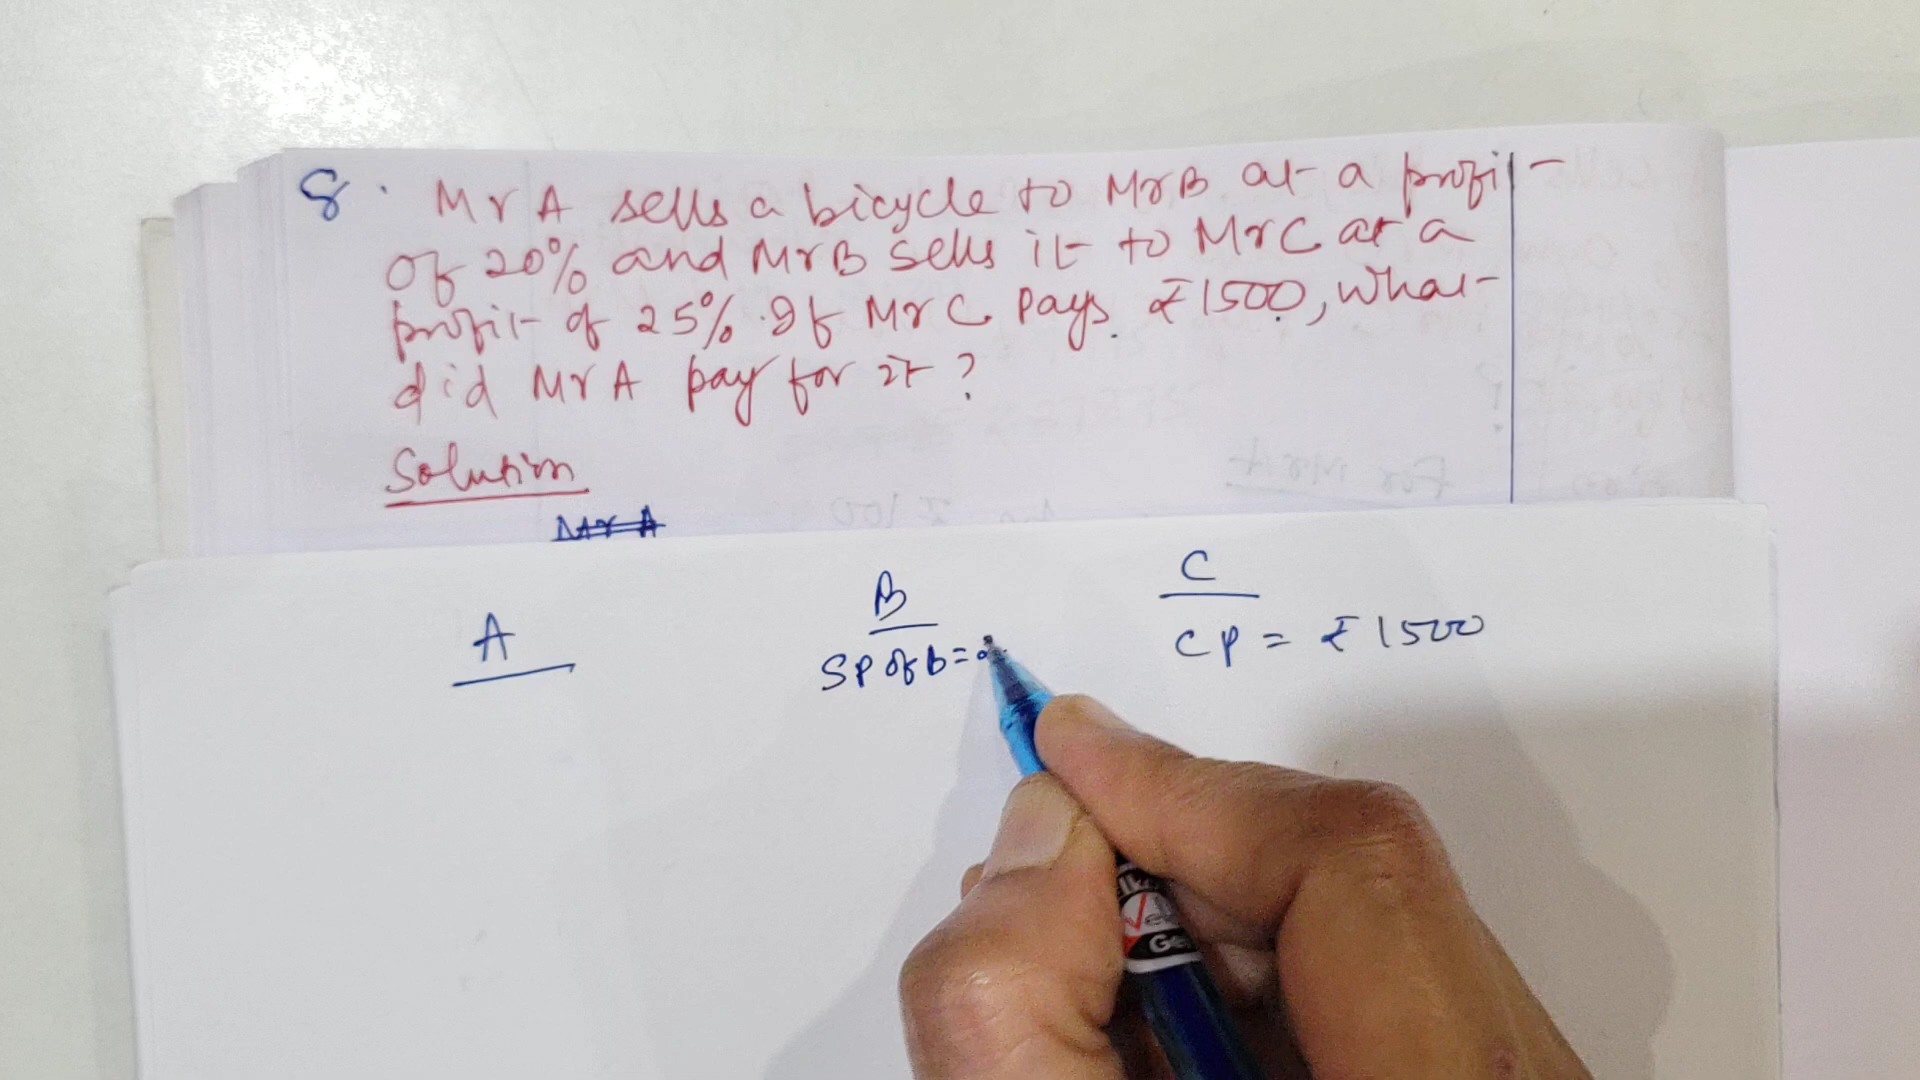 8. Mr A sells a bicycle to Mr B at a profit
of 20% and Mr B sells it to Mr C at a
profit of 25%. If Mr C pays ₹1500, what
did Mr A pay for it ?
Solution
Mr A
A B C
SP of B = CP = ₹1500